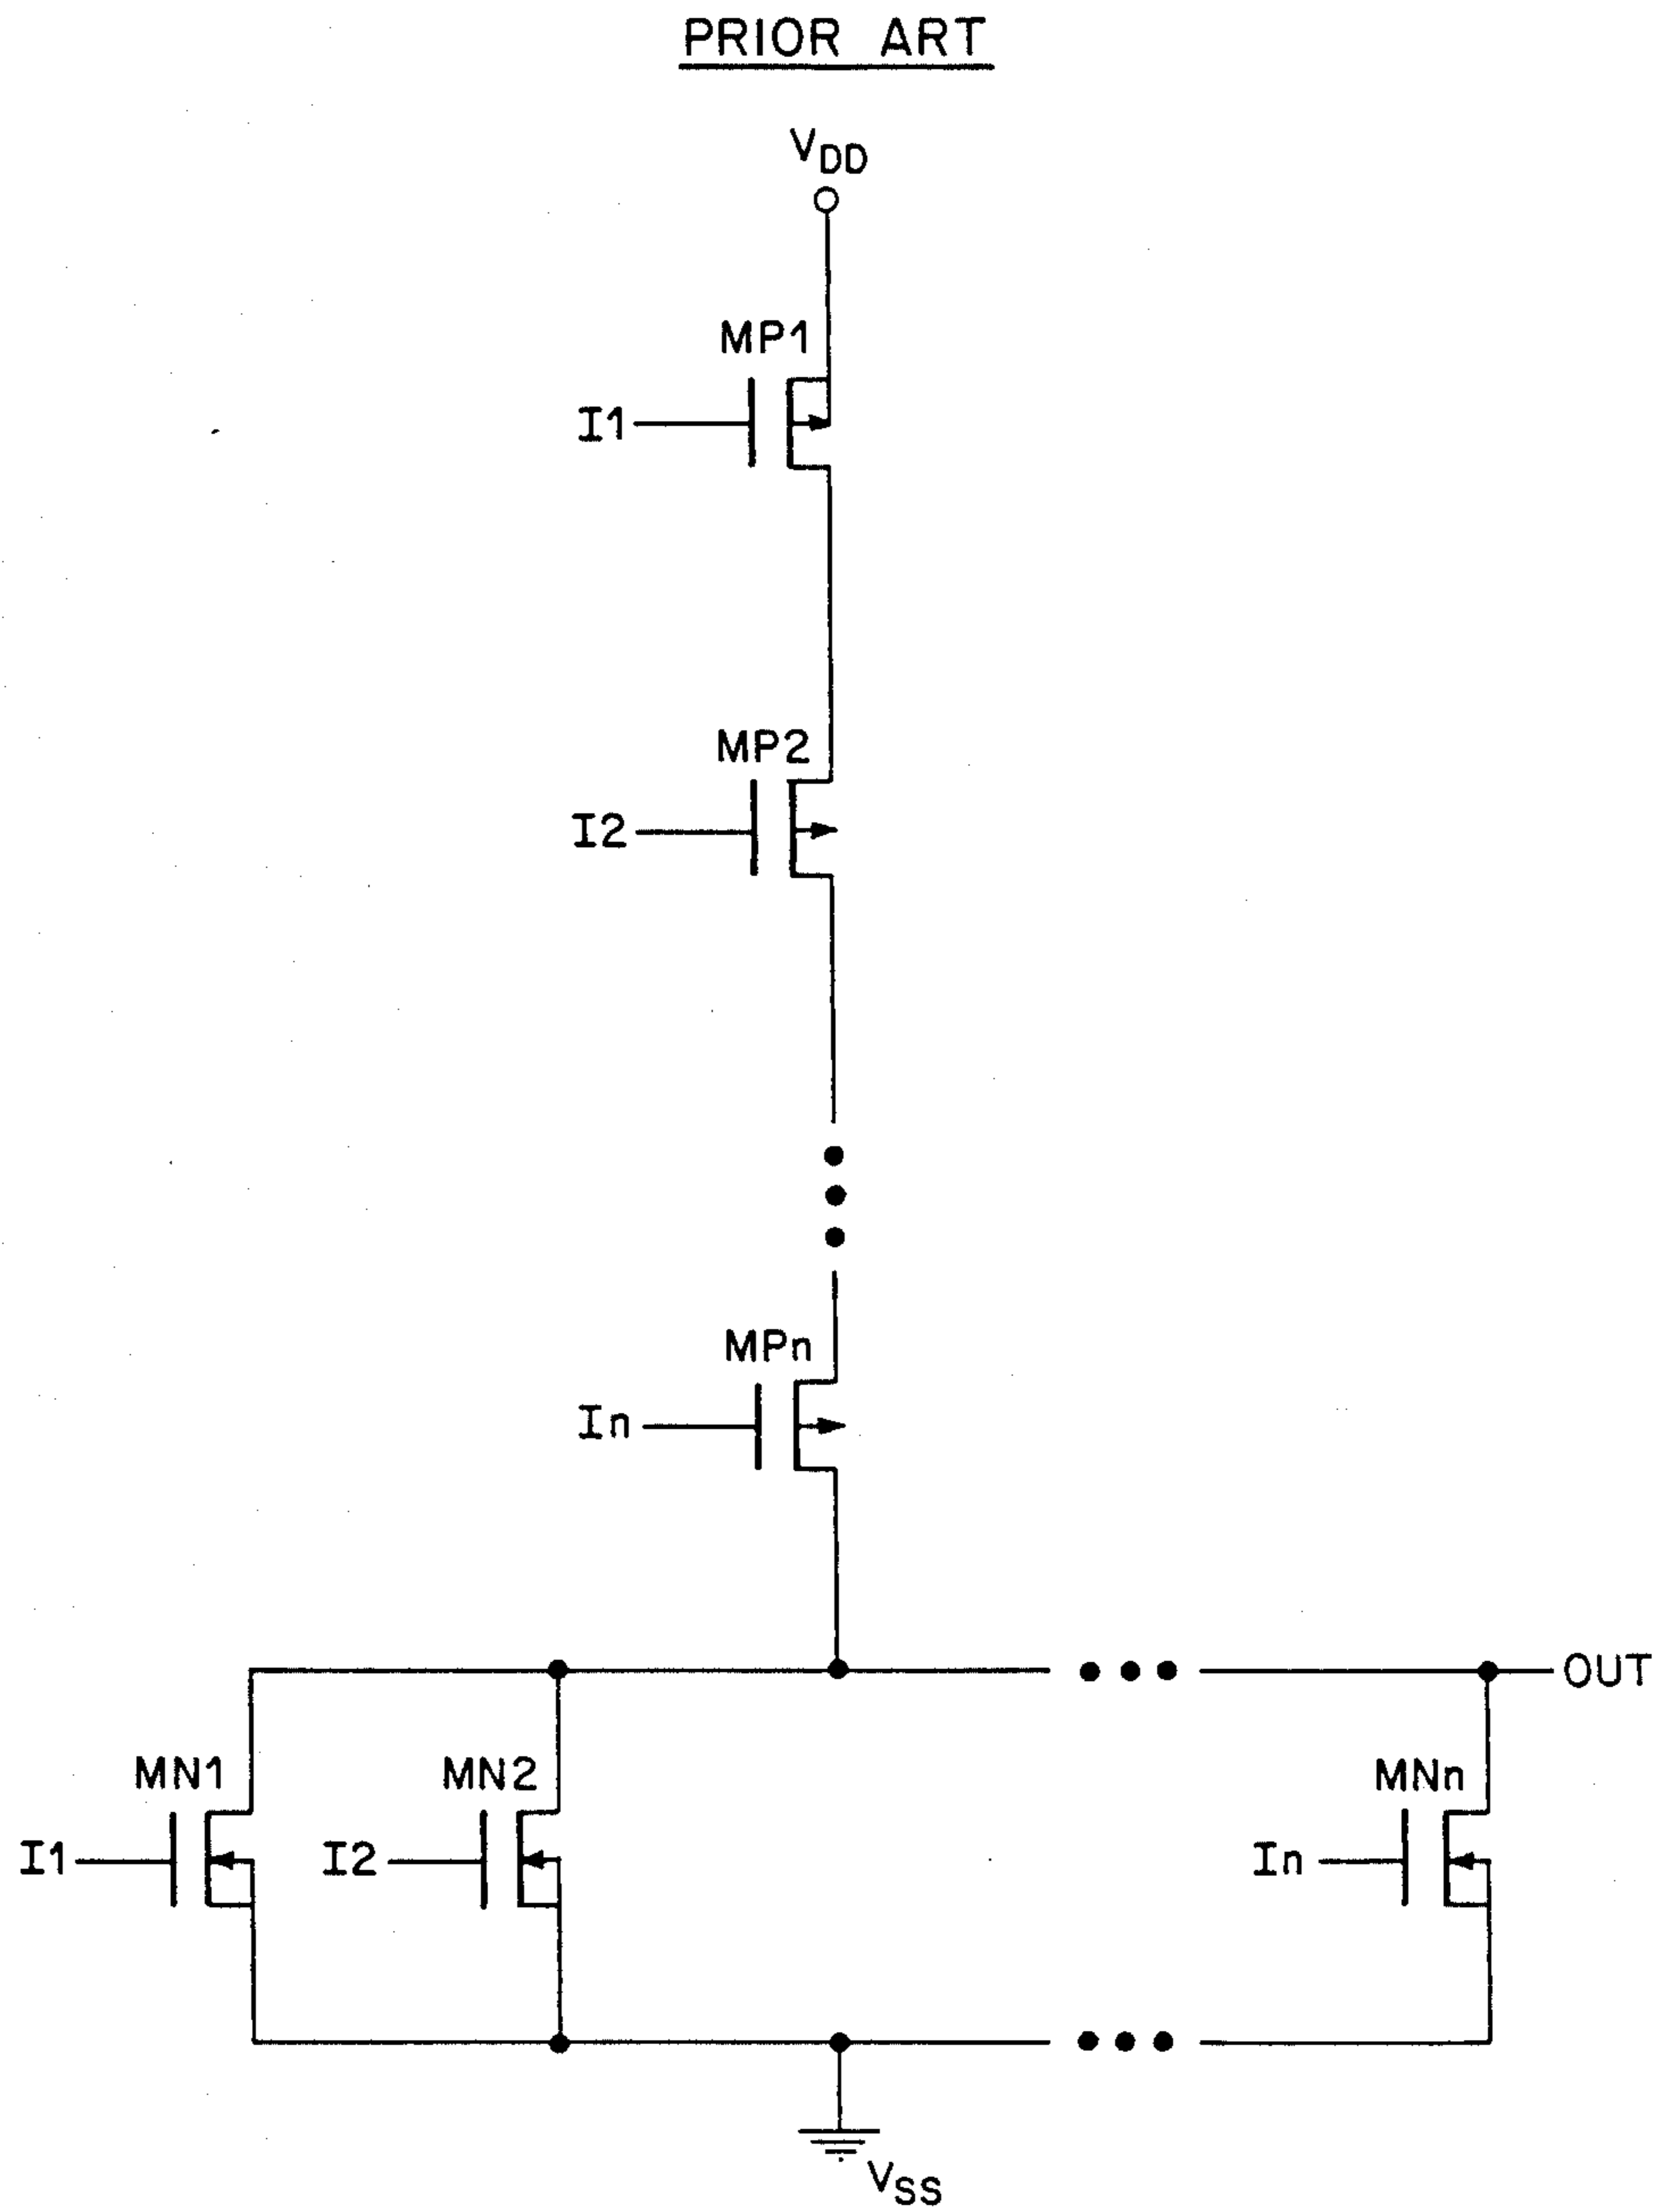 PRIOR ART
VDD
MP1
I1
MP2
I2
MPn
In
OUT
MN1
MN2
MNn
I1
I2
In
VSS